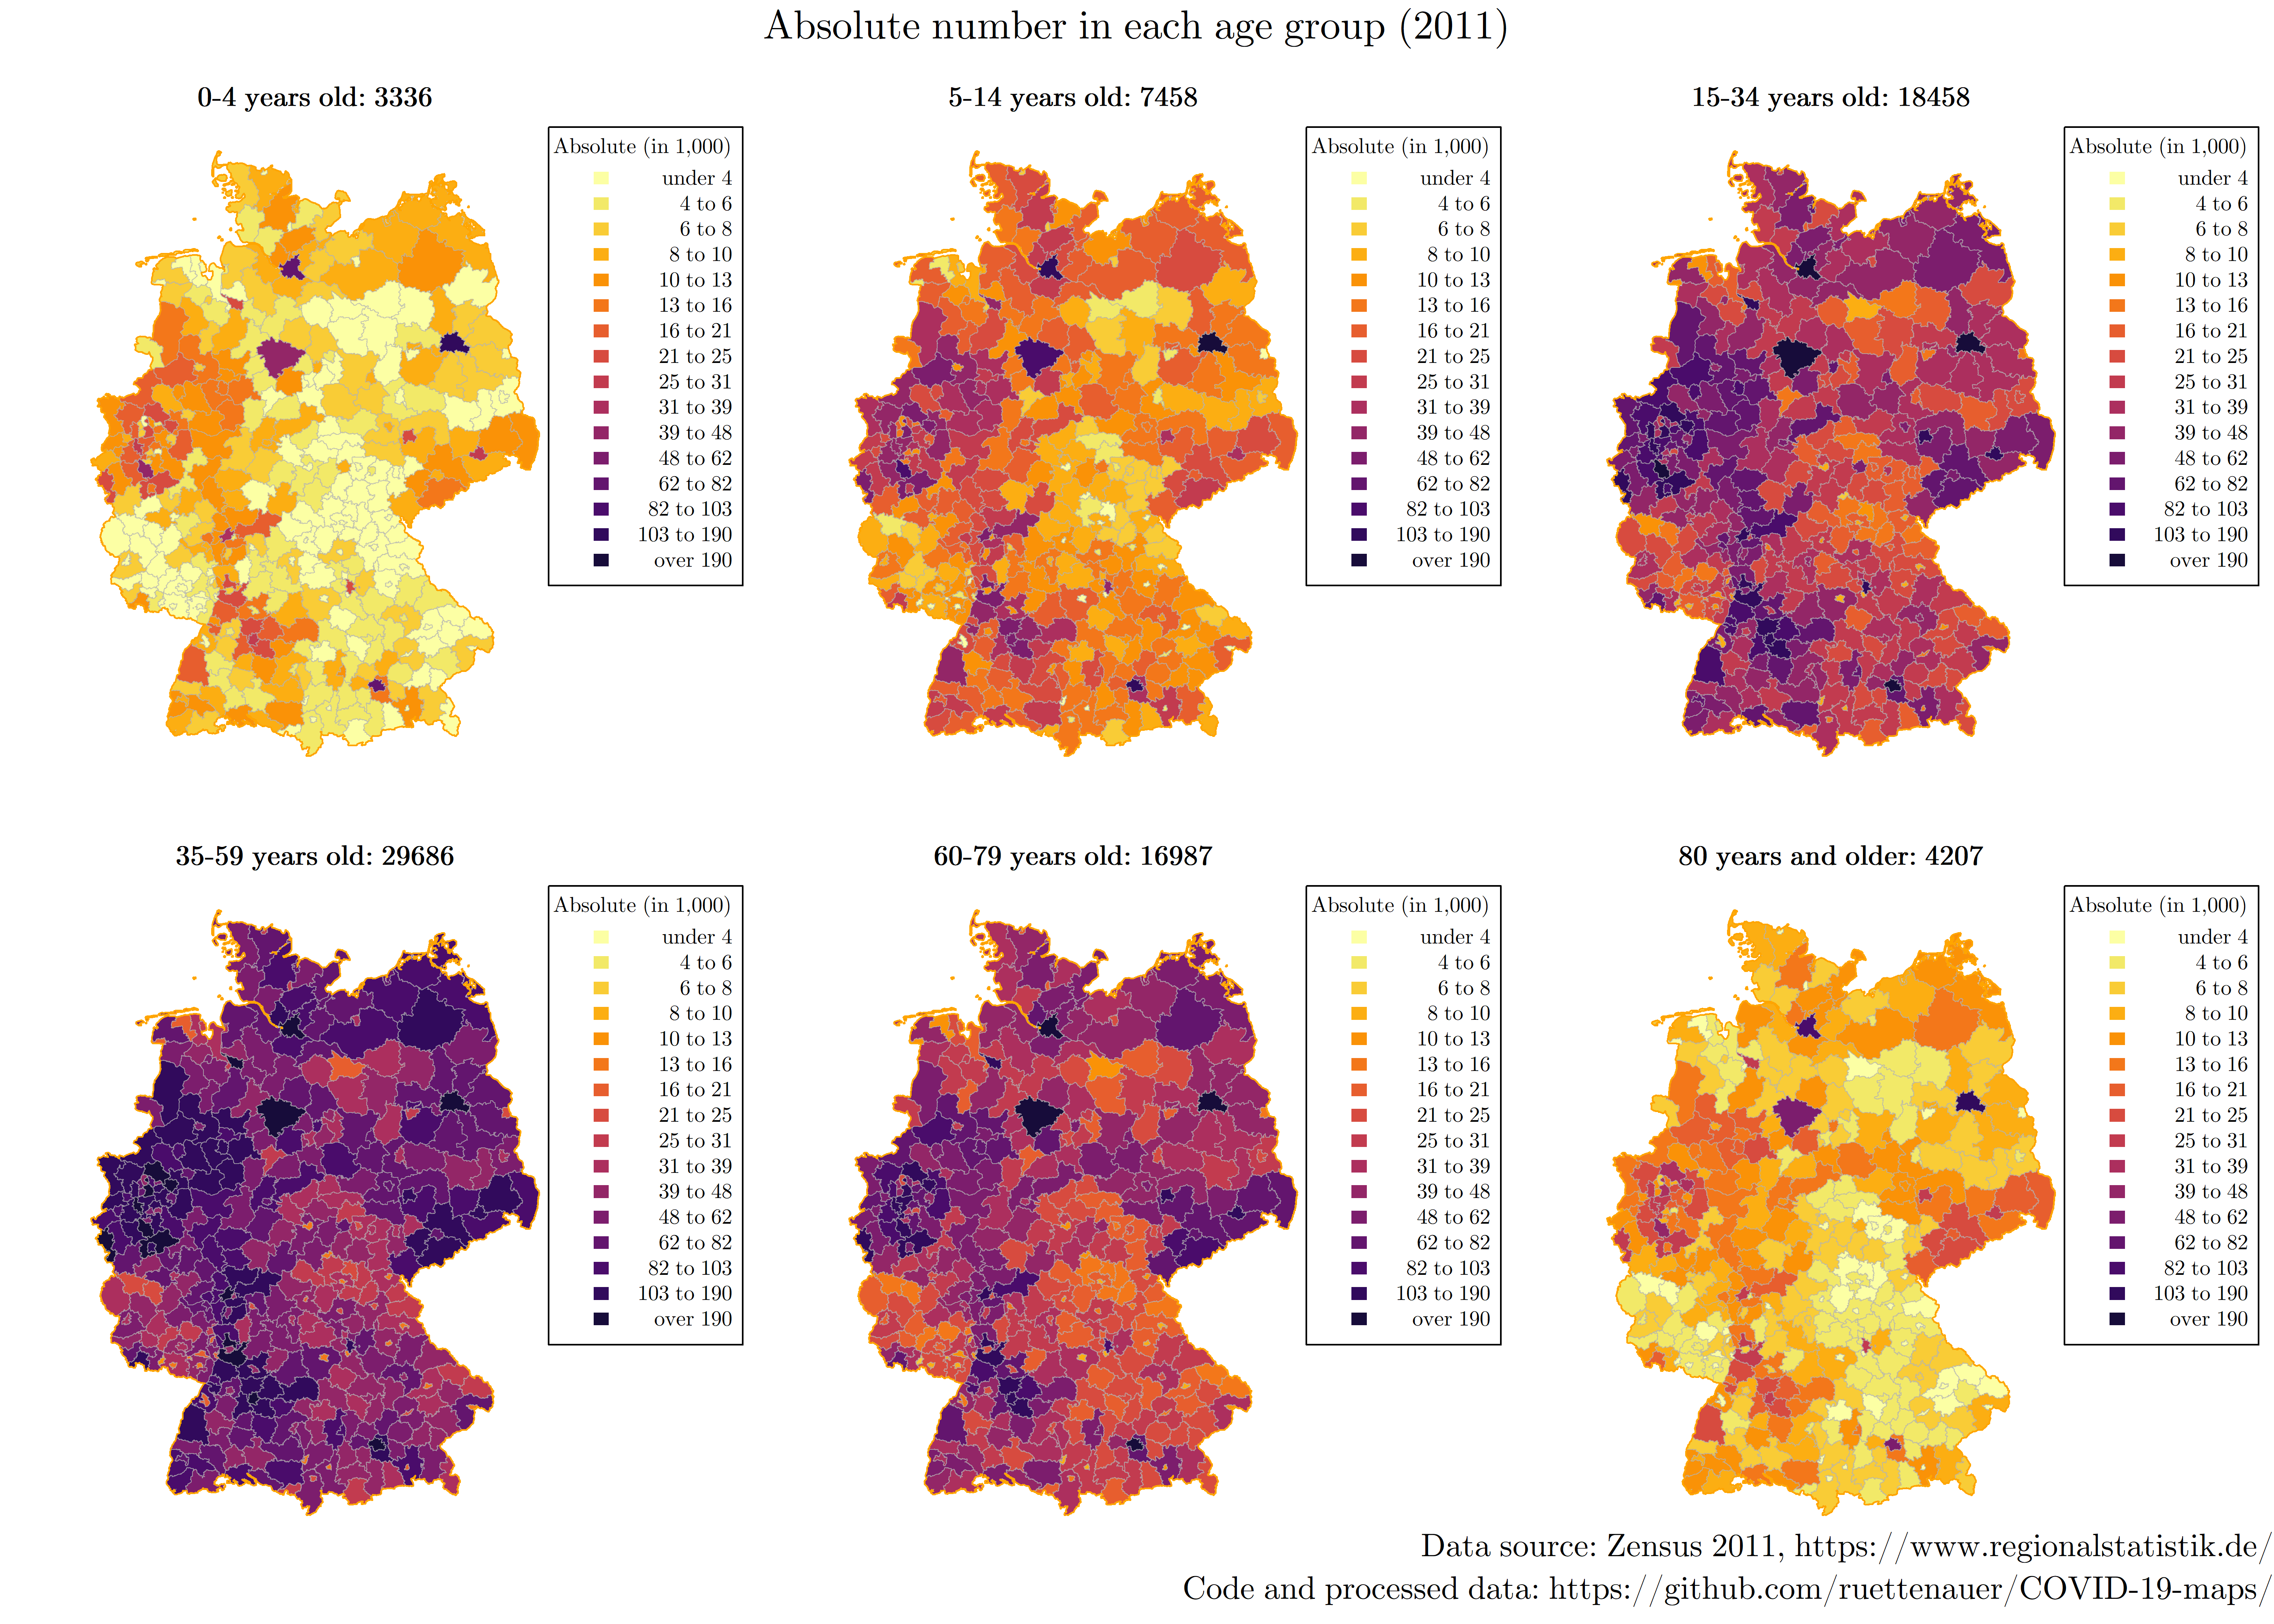 Absolute number in each age group (2011)
0-4 years old: 3336
Absolute (in 1,000)
under 4
4 to 6
6 to 8
8 to 10
10 to 13
13 to 16
16 to 21
21 to 25
25 to 31
31 to 39
39 to 48
48 to 62
62 to 82
82 to 103
103 to 190
over 190
5-14 years old: 7458
Absolute (in 1,000)
under 4
4 to 6
6 to 8
8 to 10
10 to 13
13 to 16
16 to 21
21 to 25
25 to 31
31 to 39
39 to 48
48 to 62
62 to 82
82 to 103
103 to 190
over 190
15-34 years old: 18458
Absolute (in 1,000)
under 4
4 to 6
6 to 8
8 to 10
10 to 13
13 to 16
16 to 21
21 to 25
25 to 31
31 to 39
39 to 48
48 to 62
62 to 82
82 to 103
103 to 190
over 190
35-59 years old: 29686
Absolute (in 1,000)
under 4
4 to 6
6 to 8
8 to 10
10 to 13
13 to 16
16 to 21
21 to 25
25 to 31
31 to 39
39 to 48
48 to 62
62 to 82
82 to 103
103 to 190
over 190
60-79 years old: 16987
Absolute (in 1,000)
under 4
4 to 6
6 to 8
8 to 10
10 to 13
13 to 16
16 to 21
21 to 25
25 to 31
31 to 39
39 to 48
48 to 62
62 to 82
82 to 103
103 to 190
over 190
80 years and older: 4207
Absolute (in 1,000)
under 4
4 to 6
6 to 8
8 to 10
10 to 13
13 to 16
16 to 21
21 to 25
25 to 31
31 to 39
39 to 48
48 to 62
62 to 82
82 to 103
103 to 190
over 190
Data source: Zensus 2011, https://www.regionalstatistik.de/
Code and processed data: https://github.com/ruettenauer/COVID-19-maps/